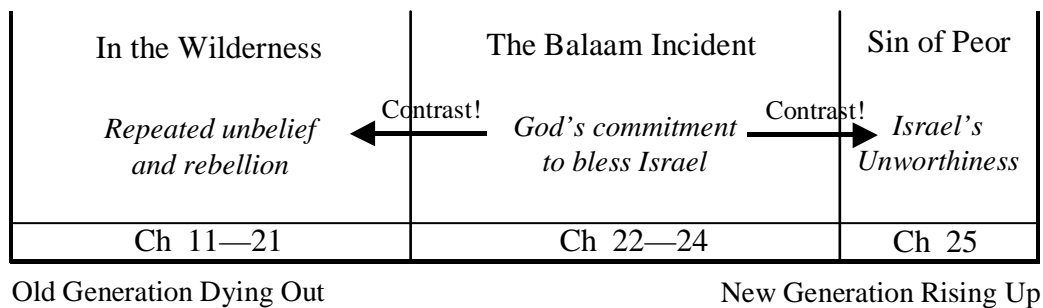 In the Wilderness
The Balaam Incident
Sin of Peor
Contrast!
Contrast!
Repeated unbelief
and rebellion
God's commitment
to bless Israel
Israel's
Unworthiness
Ch 11—21
Ch 22—24
Ch 25
Old Generation Dying Out
New Generation Rising Up